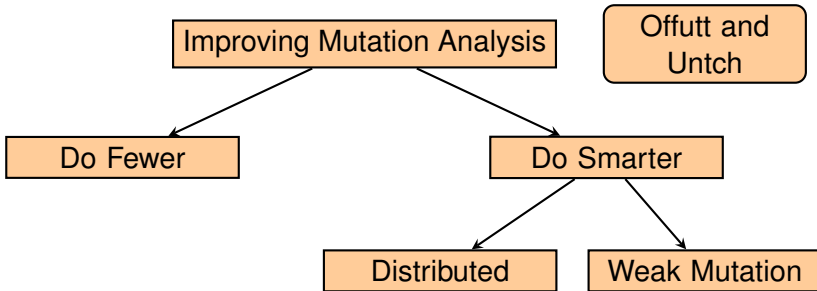 Improving Mutation Analysis
Offutt and
Untch
Do Fewer
Do Smarter
Distributed
Weak Mutation